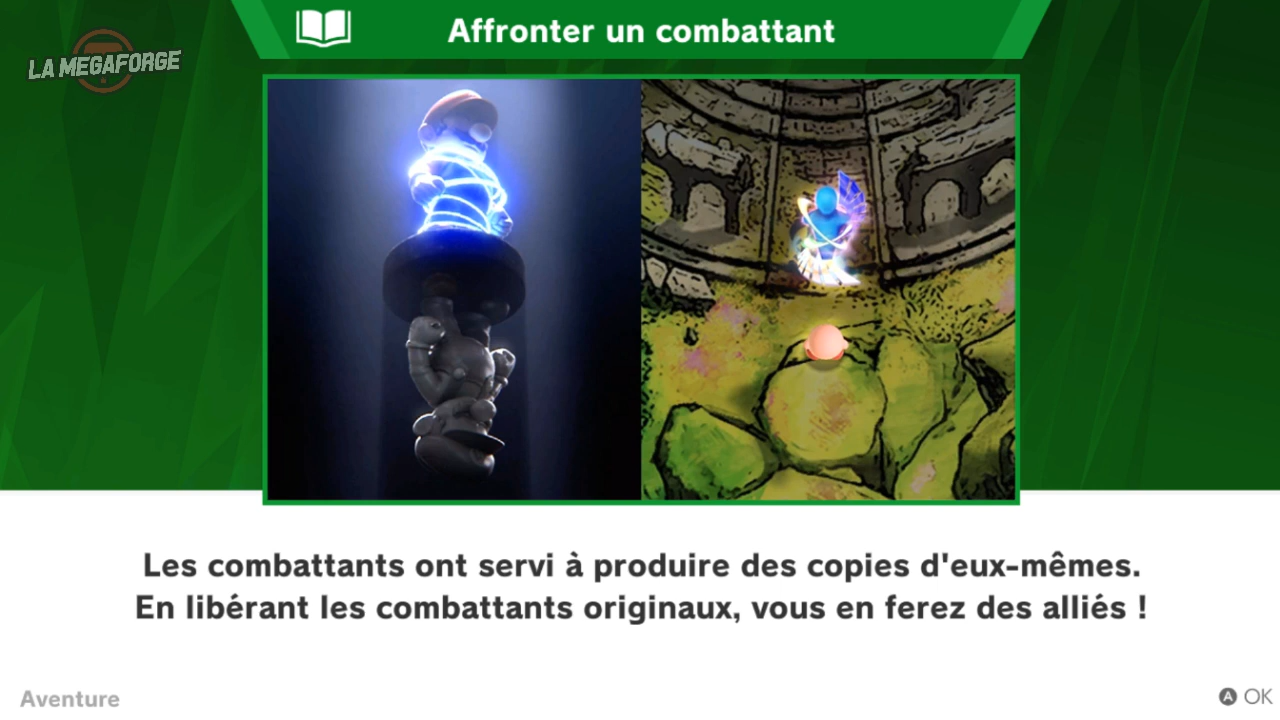 LA MEGAFORGE
Affronter un combattant
Les combattants ont servi à produire des copies d'eux-mêmes.
En libérant les combattants originaux, vous en ferez des alliés !
Aventure
A OK